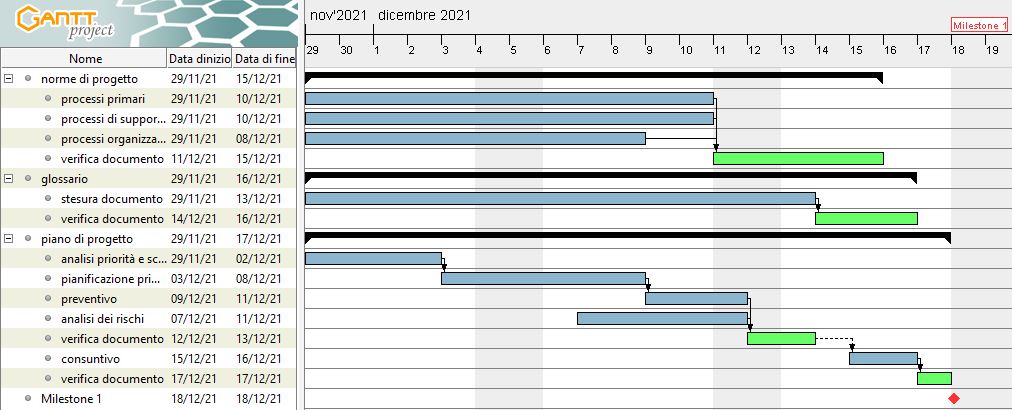 GANTT
project
nov'2021 dicembre 2021
Milestone 1
29 30 1 2 3 4 5 6 7 8 9 10 11 12 13 14 15 16 17 18 19
Nome Data dinizio Data di fine
norme di progetto 29/11/21 15/12/21
processi primari 29/11/21 10/12/21
processi di suppor... 29/11/21 10/12/21
processi organizza... 29/11/21 08/12/21
verifica documento 11/12/21 15/12/21
glossario 29/11/21 16/12/21
stesura documento 29/11/21 13/12/21
verifica documento 14/12/21 16/12/21
piano di progetto 29/11/21 17/12/21
analisi priorità e sc... 29/11/21 02/12/21
pianificazione pri... 03/12/21 08/12/21
preventivo 09/12/21 11/12/21
analisi dei rischi 07/12/21 11/12/21
verifica documento 12/12/21 13/12/21
consuntivo 15/12/21 16/12/21
verifica documento 17/12/21 17/12/21
Milestone 1 18/12/21 18/12/21